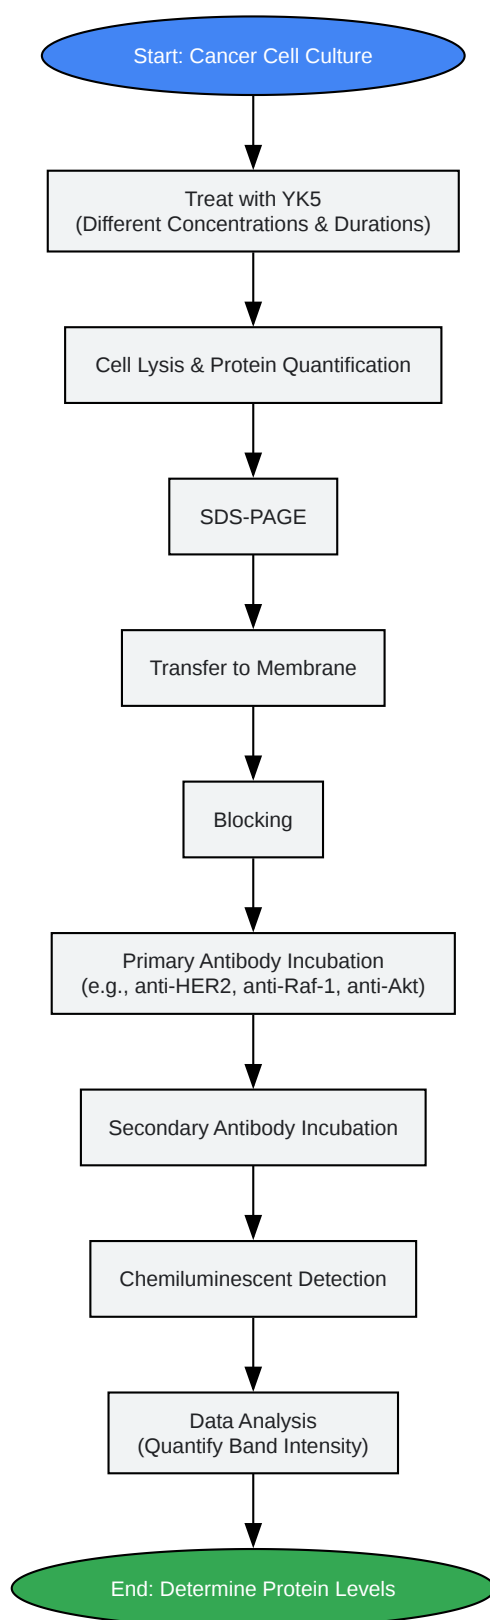 Start: Cancer Cell Culture
Treat with YK5
(Different Concentrations & Durations)
Cell Lysis & Protein Quantification
SDS-PAGE
Transfer to Membrane
Blocking
Primary Antibody Incubation
(e.g., anti-HER2, anti-Raf-1, anti-Akt)
Secondary Antibody Incubation
Chemiluminescent Detection
Data Analysis
(Quantify Band Intensity)
End: Determine Protein Levels